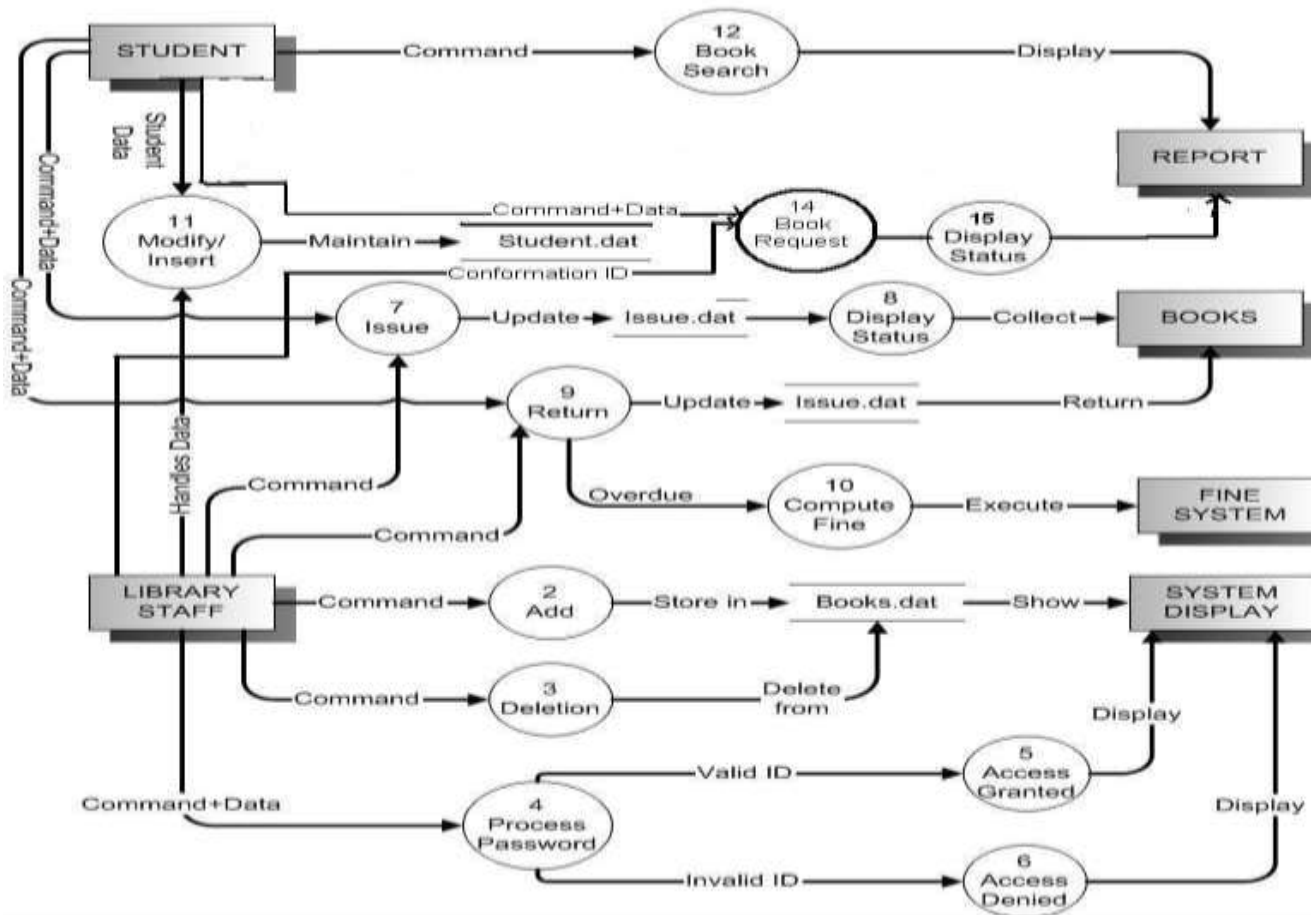 STUDENT
Command
12
Book
Search
Display
Student
Data
REPORT
Command+Data
Command+Data
11
Modify/
Insert
Maintain
Student.dat
Command+Data
14
Book
Request
15
Display
Status
Conformation ID
7
Issue
Update
Issue.dat
8
Display
Status
Collect
BOOKS
9
Return
Update
Issue.dat
Return
Handles Data
Command
Overdue
10
Compute
Fine
Execute
FINE
SYSTEM
Command
LIBRARY
STAFF
Command
2
Add
Store in
Books.dat
Show
SYSTEM
DISPLAY
Command
3
Deletion
Delete
from
Display
Valid ID
5
Access
Granted
Command+Data
4
Process
Password
Display
Invalid ID
6
Access
Denied